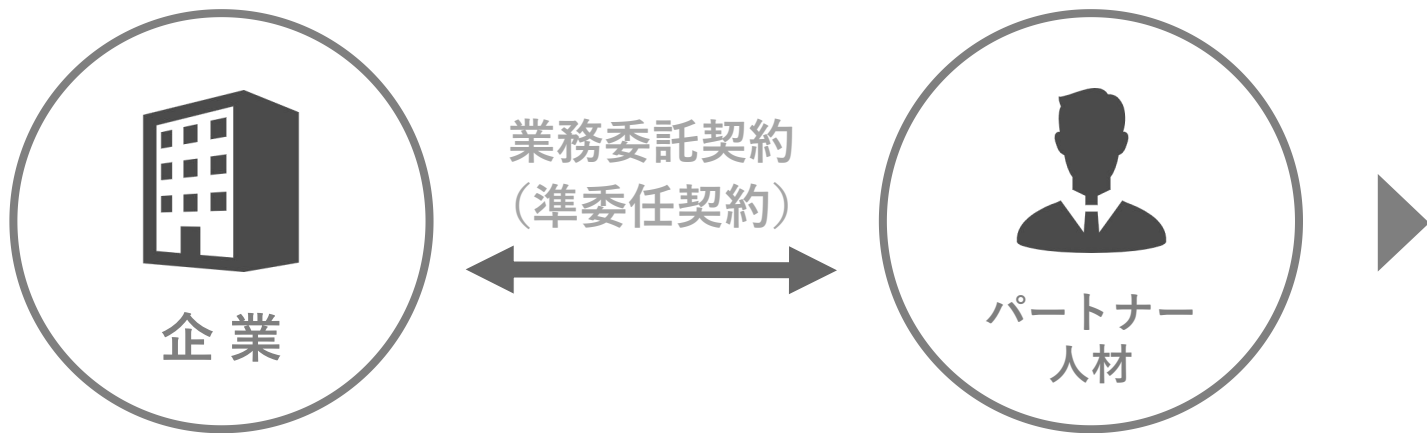 業務委託契約
（準委任契約）
企業
パートナー
人材